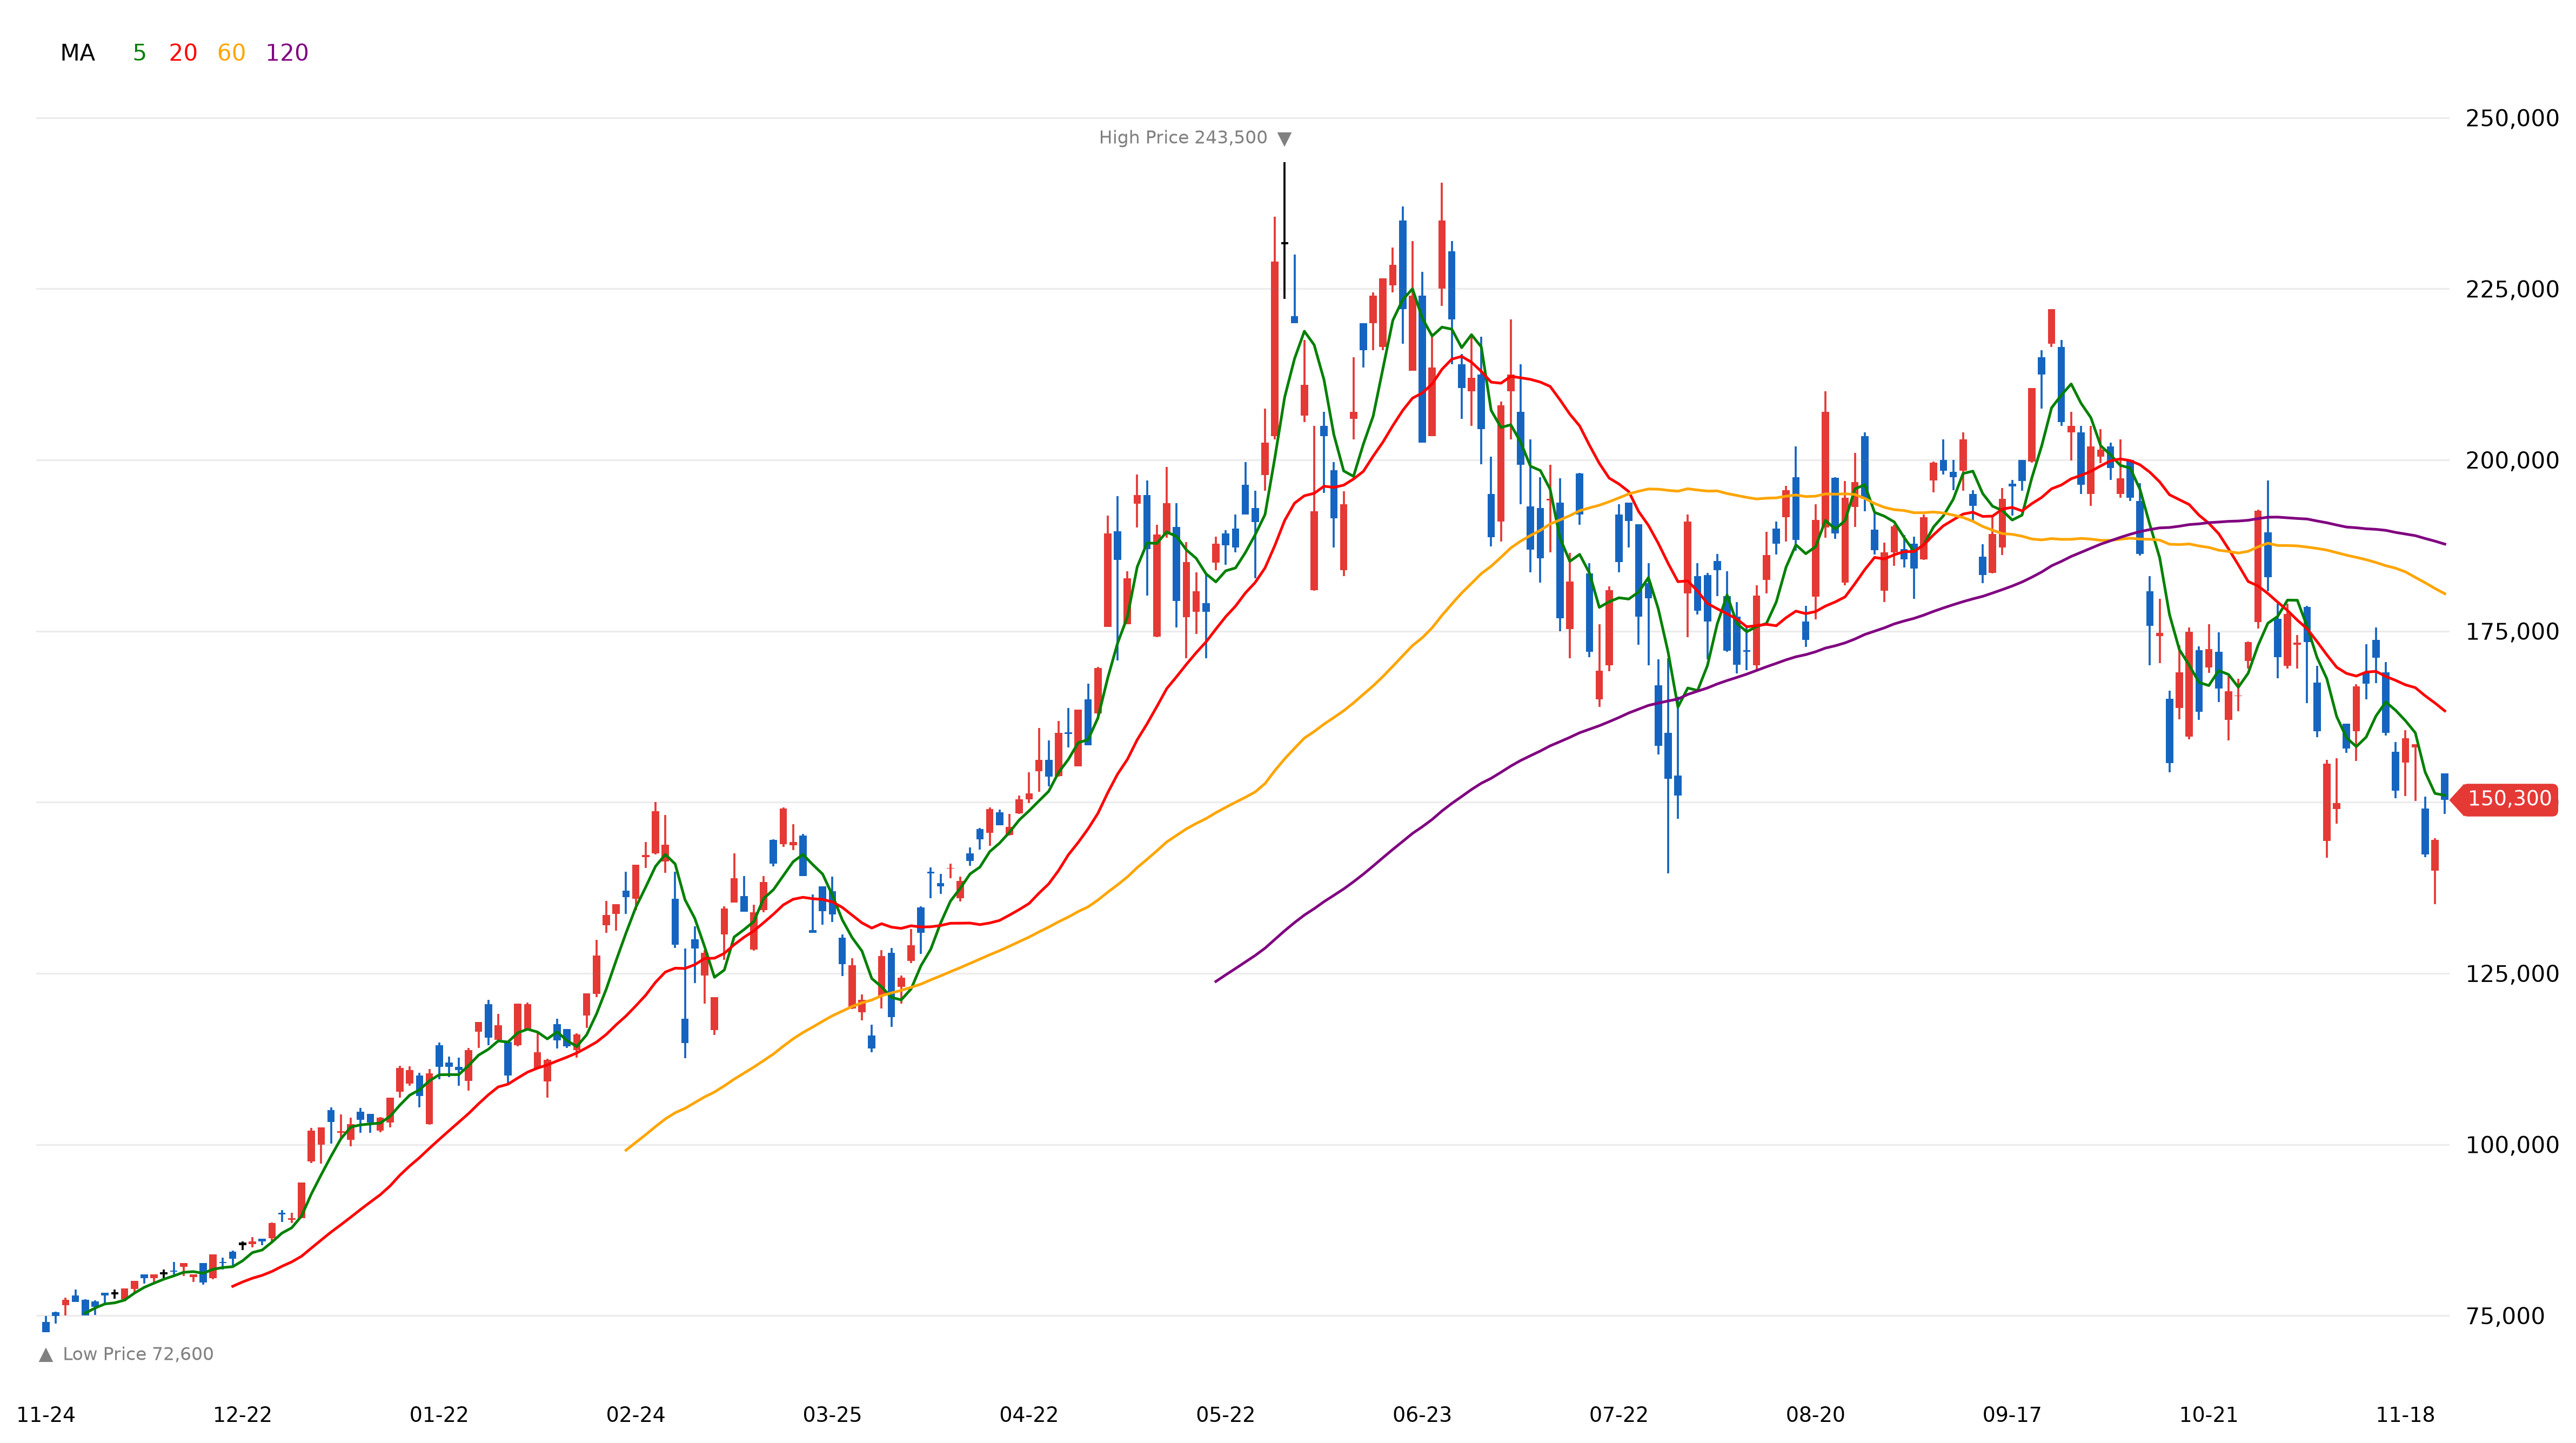 MA 5 20 60 120
250,000
High Price 243,500 ▼
225,000
200,000
175,000
150,300
125,000
100,000
75,000
▲ Low Price 72,600
11-24 12-22 01-22 02-24 03-25 04-22 05-22 06-23 07-22 08-20 09-17 10-21 11-18